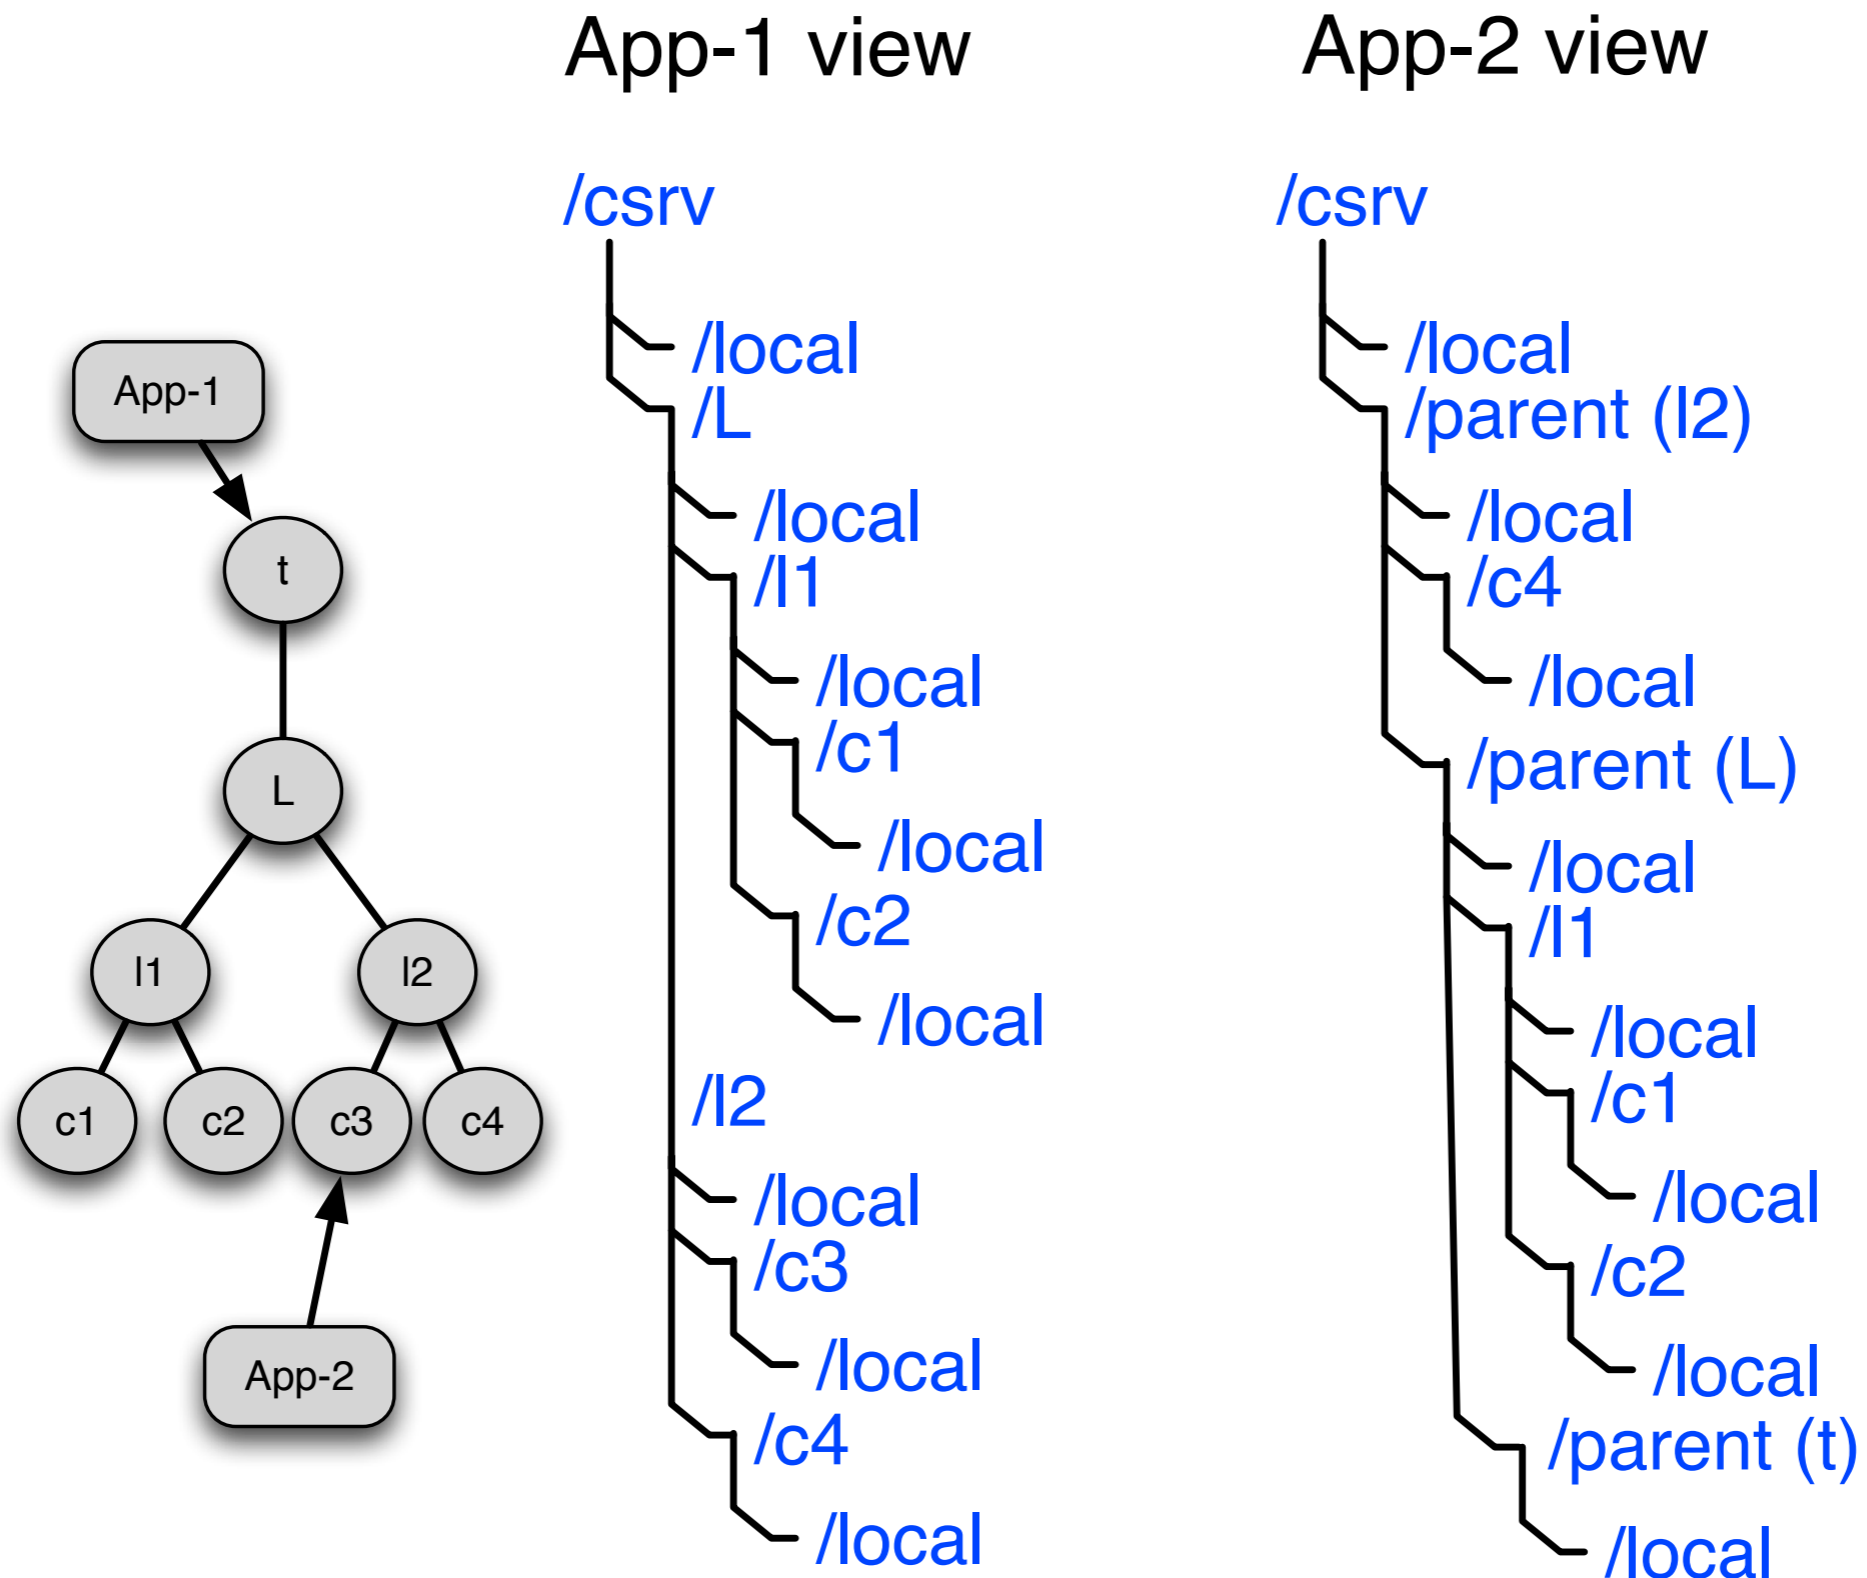 App-1 view
App-2 view
App-1
t
L
l1
l2
c1
c2
c3
c4
App-2
/csrv
/local
/L
/local
/l1
/local
/c1
/local
/c2
/local
/l2
/local
/c3
/local
/c4
/local
/csrv
/local
/parent (l2)
/local
/c4
/local
/parent (L)
/local
/l1
/local
/c1
/local
/c2
/local
/parent (t)
/local